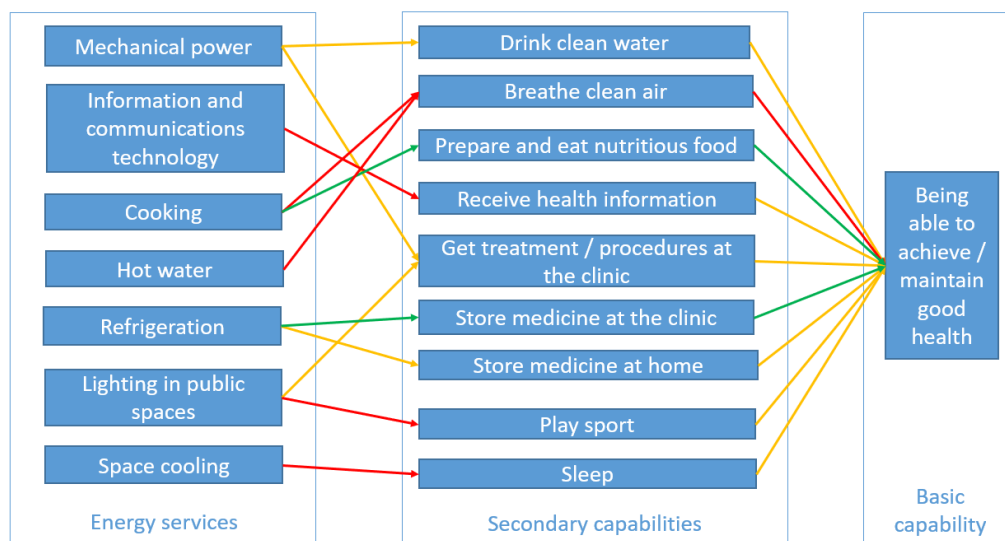 Mechanical power
Information and
communications
technology
Cooking
Hot water
Refrigeration
Lighting in public
spaces
Space cooling
Energy services
Drink clean water
Breathe clean air
Prepare and eat nutritious food
Receive health information
Get treatment / procedures at
the clinic
Store medicine at the clinic
Store medicine at home
Play sport
Sleep
Secondary capabilities
Being
able to
achieve /
maintain
good
health
Basic
capability